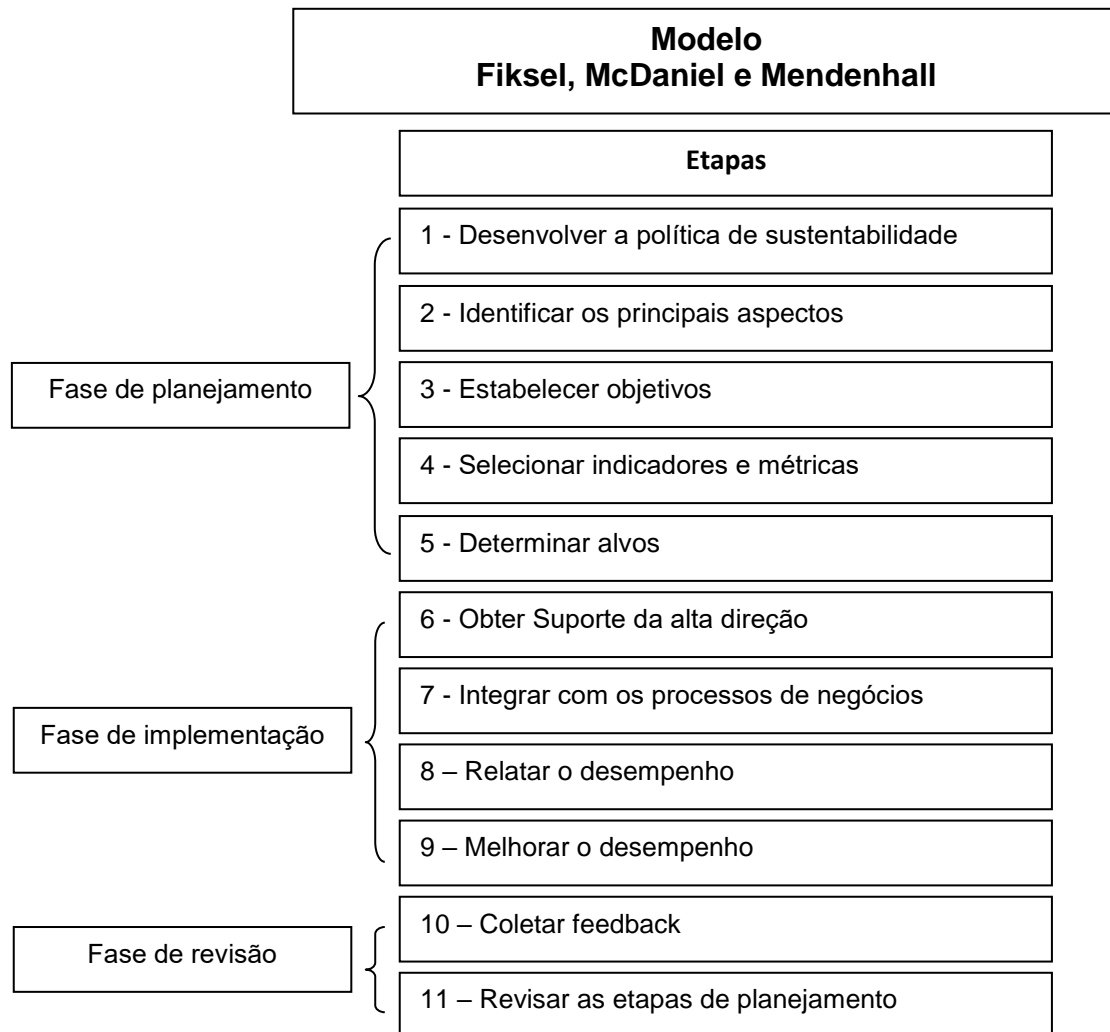 Modelo
Fiksel, McDaniel e Mendenhall
Etapas
1 - Desenvolver a política de sustentabilidade
2 - Identificar os principais aspectos
Fase de planejamento
3 - Estabelecer objetivos
4 - Selecionar indicadores e métricas
5 - Determinar alvos
6 - Obter Suporte da alta direção
7 - Integrar com os processos de negócios
Fase de implementação
8 – Relatar o desempenho
9 – Melhorar o desempenho
10 – Coletar feedback
Fase de revisão
11 – Revisar as etapas de planejamento